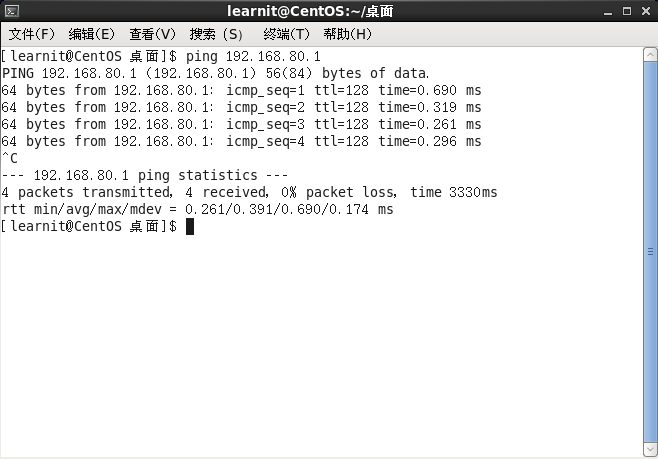 learnit@CentOS:~/桌面
文件(F) 编辑(E) 查看(V) 搜索 (S) 终端(T) 帮助(H)
[learnit@CentOS 桌面]$ ping 192.168.80.1
PING 192.168.80.1 (192.168.80.1) 56(84) bytes of data.
64 bytes from 192.168.80.1: icmp_seq=1 ttl=128 time=0.690 ms
64 bytes from 192.168.80.1: icmp_seq=2 ttl=128 time=0.319 ms
64 bytes from 192.168.80.1: icmp_seq=3 ttl=128 time=0.261 ms
64 bytes from 192.168.80.1: icmp_seq=4 ttl=128 time=0.296 ms
^C
--- 192.168.80.1 ping statistics ---
4 packets transmitted, 4 received, 0% packet loss, time 3330ms
rtt min/avg/max/mdev = 0.261/0.391/0.690/0.174 ms
[learnit@CentOS 桌面]$